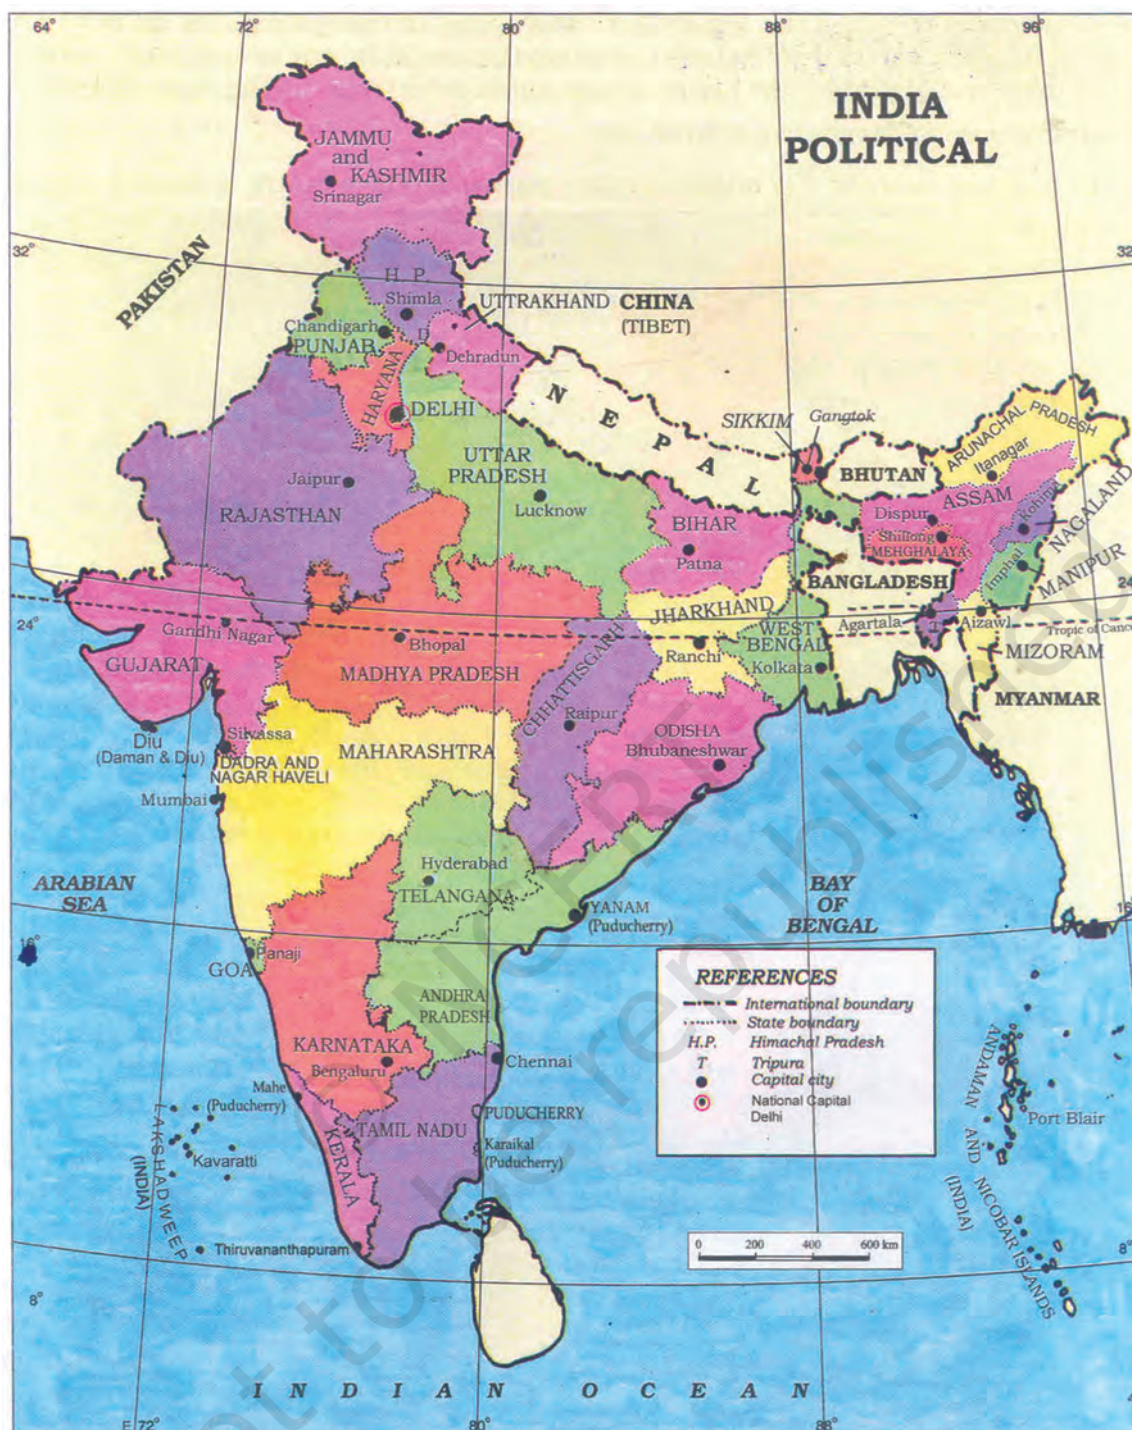 64°
72°
80°
88°
96°
INDIA
POLITICAL
JAMMU
and
KASHMIR
Srinagar
32°
32
PAKISTAN
H. P.
Shimla
UTTRAKHAND
CHINA
(TIBET)
Chandigarh
PUNJAB
D
Dehradun
HARYANA
DELHI
NEPAL
SIKKIM
Gangtok
BHUTAN
ARUNACHAL PRADESH
Itanagar
UTTAR
PRADESH
Lucknow
Jaipur
RAJASTHAN
BIHAR
Patna
Dispur
ASSAM
Shillong
MEHGHALAYA
Kohima
NAGALAND
Imphal
MANIPUR
BANGLADESH
24°
24
JHARKHAND
Ranchi
WEST
BENGAL
Kolkata
Agartala
T
Aizawl
Tropic of Cance
MIZORAM
MYANMAR
Gandhi Nagar
GUJARAT
Bhopal
MADHYA PRADESH
CHHATTISGARH
Raipur
ODISHA
Bhubaneshwar
Diu
(Daman & Diu)
Silvassa
DADRA AND
NAGAR HAVELI
MAHARASHTRA
Mumbai
Hyderabad
TELANGANA
YANAM
(Puducherry)
ARABIAN
SEA
BAY
OF
BENGAL
16°
16
Panaji
GOA
ANDHRA
PRADESH
KARNATAKA
Bengaluru
Chennai
REFERENCES
International boundary
State boundary
H.P. Himachal Pradesh
T Tripura
Capital city
National Capital
Delhi
Mahe
(Puducherry)
PUDUCHERRY
TAMIL NADU
Karaikal
(Puducherry)
KERALA
LAKSHADWEEP
(INDIA)
Kavaratti
Thiruvananthapuram
ANDAMAN AND NICOBAR ISLANDS
(INDIA)
Port Blair
0 200 400 600 km
8°
8°
INDIAN OCEAN
E 72°
80°
88°
© NCERT
not to be republished